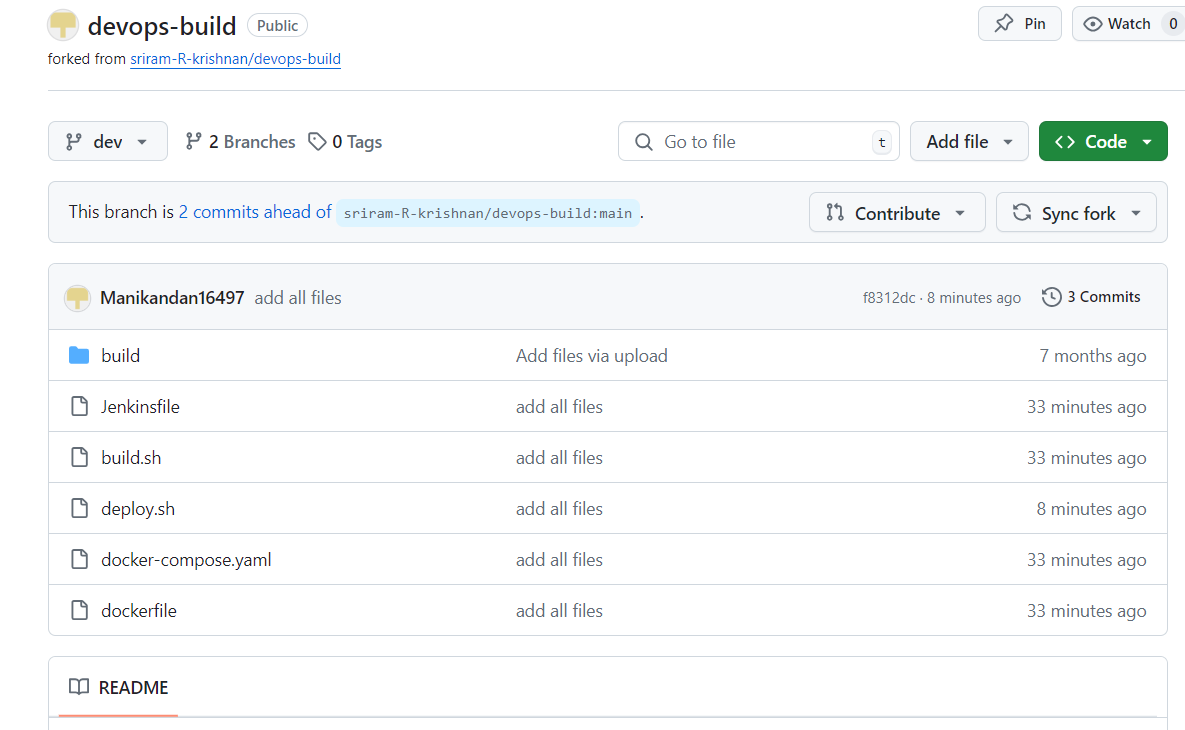 devops-build Public Pin Watch 0
forked from sriram-R-krishnan/devops-build
dev 2 Branches 0 Tags Go to file t Add file Code
This branch is 2 commits ahead of sriram-R-krishnan/devops-build:main . Contribute Sync fork
Manikandan16497 add all files f8312dc · 8 minutes ago 3 Commits
build Add files via upload 7 months ago
Jenkinsfile add all files 33 minutes ago
build.sh add all files 33 minutes ago
deploy.sh add all files 8 minutes ago
docker-compose.yaml add all files 33 minutes ago
dockerfile add all files 33 minutes ago
README